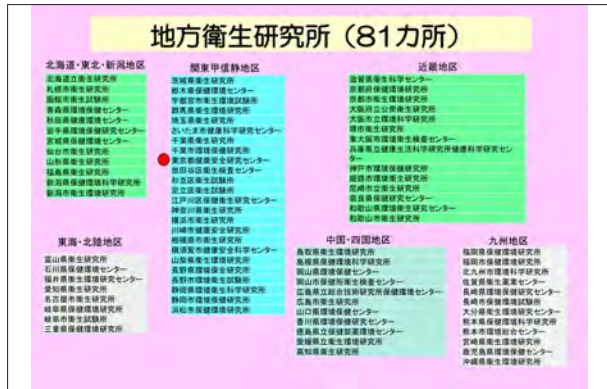 地方衛生研究所（81カ所）
北海道・東北・新潟地区
北海道立衛生研究所
札幌市衛生研究所
函館市衛生試験所
青森県環境保健センター
秋田県健康環境センター
岩手県環境保健研究センター
宮城県保健環境センター
仙台市衛生研究所
山形県衛生研究所
福島県衛生研究所
新潟県保健環境科学研究所
新潟市衛生環境研究所
関東甲信静地区
茨城県衛生研究所
栃木県保健環境センター
宇都宮市衛生環境試験所
群馬県衛生環境研究所
埼玉県衛生研究所
さいたま市健康科学研究センター
千葉県衛生研究所
千葉市環境保健研究所
東京都健康安全研究センター
世田谷区衛生検査センター
杉並区衛生試験所
足立区衛生試験所
江戸川区保健衛生研究センター
神奈川県衛生研究所
横浜市衛生研究所
川崎市健康安全研究所
相模原市衛生研究所
横須賀市健康安全科学センター
山梨県衛生環境研究所
長野県環境保全研究所
長野市環境衛生試験所
静岡県環境衛生科学研究所
静岡市環境保健研究所
浜松市保健環境研究所
近畿地区
滋賀県衛生科学センター
京都府保健環境研究所
京都市衛生環境研究所
大阪府立公衆衛生研究所
大阪市立環境科学研究所
堺市衛生研究所
東大阪市環境衛生検査センター
兵庫県立健康生活科学研究所健康科学研究セン
ター
神戸市環境保健研究所
姫路市環境衛生研究所
尼崎市立衛生研究所
奈良県保健研究センター
和歌山県環境衛生研究センター
和歌山市衛生研究所
東海・北陸地区
富山県衛生研究所
石川県保健環境センター
福井県衛生環境研究センター
愛知県衛生研究所
名古屋市衛生研究所
岐阜県保健環境研究所
岐阜市衛生試験所
三重県保健環境研究所
中国・四国地区
鳥取県衛生環境研究所
島根県保健環境科学研究所
岡山県環境保健センター
岡山市保健所衛生検査センター
広島県立総合技術研究所保健環境センター
広島市衛生研究所
山口県環境保健センター
香川県環境保健研究センター
徳島県立保健製薬環境センター
愛媛県立衛生環境研究所
高知県衛生研究所
九州地区
福岡県保健環境研究所
福岡市保健環境研究所
北九州市環境科学研究所
佐賀県衛生薬業センター
長崎県環境保健研究センター
長崎市保健環境試験所
大分県衛生環境研究センター
熊本県保健環境科学研究所
熊本市環境総合センター
宮崎県衛生環境研究所
鹿児島県環境保健センター
沖縄県衛生環境研究所